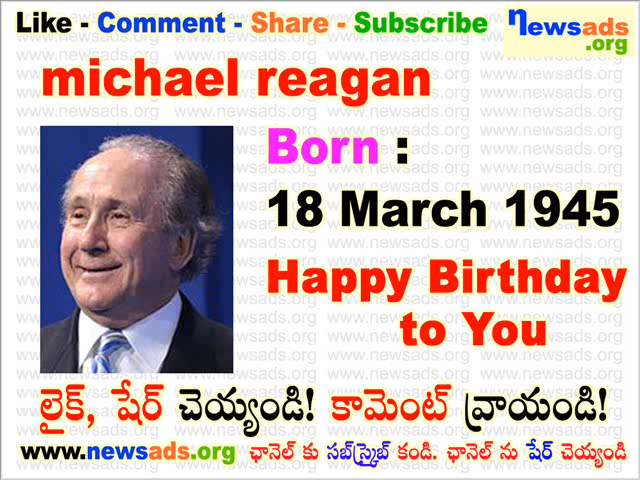 Like - Comment - Share - Subscribe
newsads
.org
michael reagan
Born :
18 March 1945
Happy Birthday
to You
లైక్, షేర్ చెయ్యండి! కామెంట్ వ్రాయండి!
www.newsads.org ఛానెల్ కు సబ్‌స్క్రైబ్ కండి. ఛానెల్ ను షేర్ చెయ్యండి